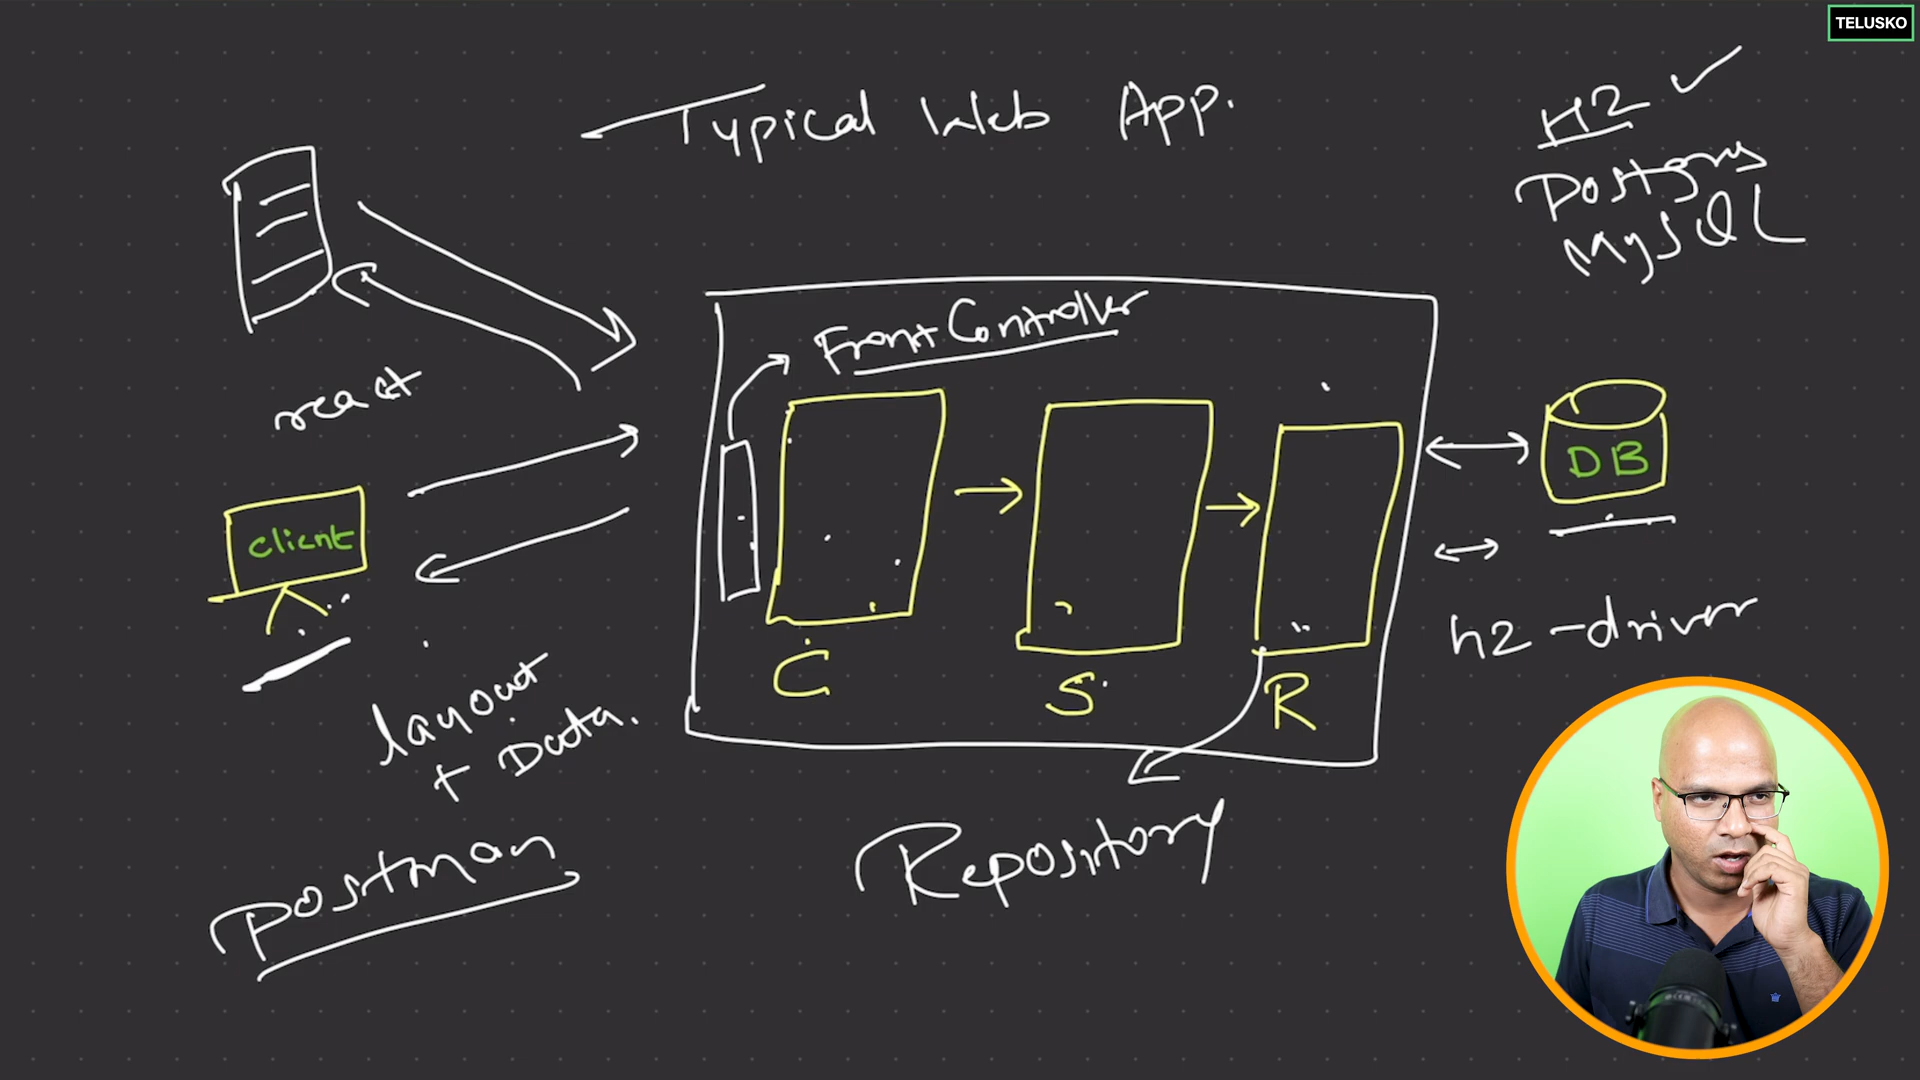 TELUSKO
Typical Web App.
H2
Postgres
MySQL
Front Controller
react
client
DB
C
S
R
h2-driver
layout
+ Data.
Repository
postman